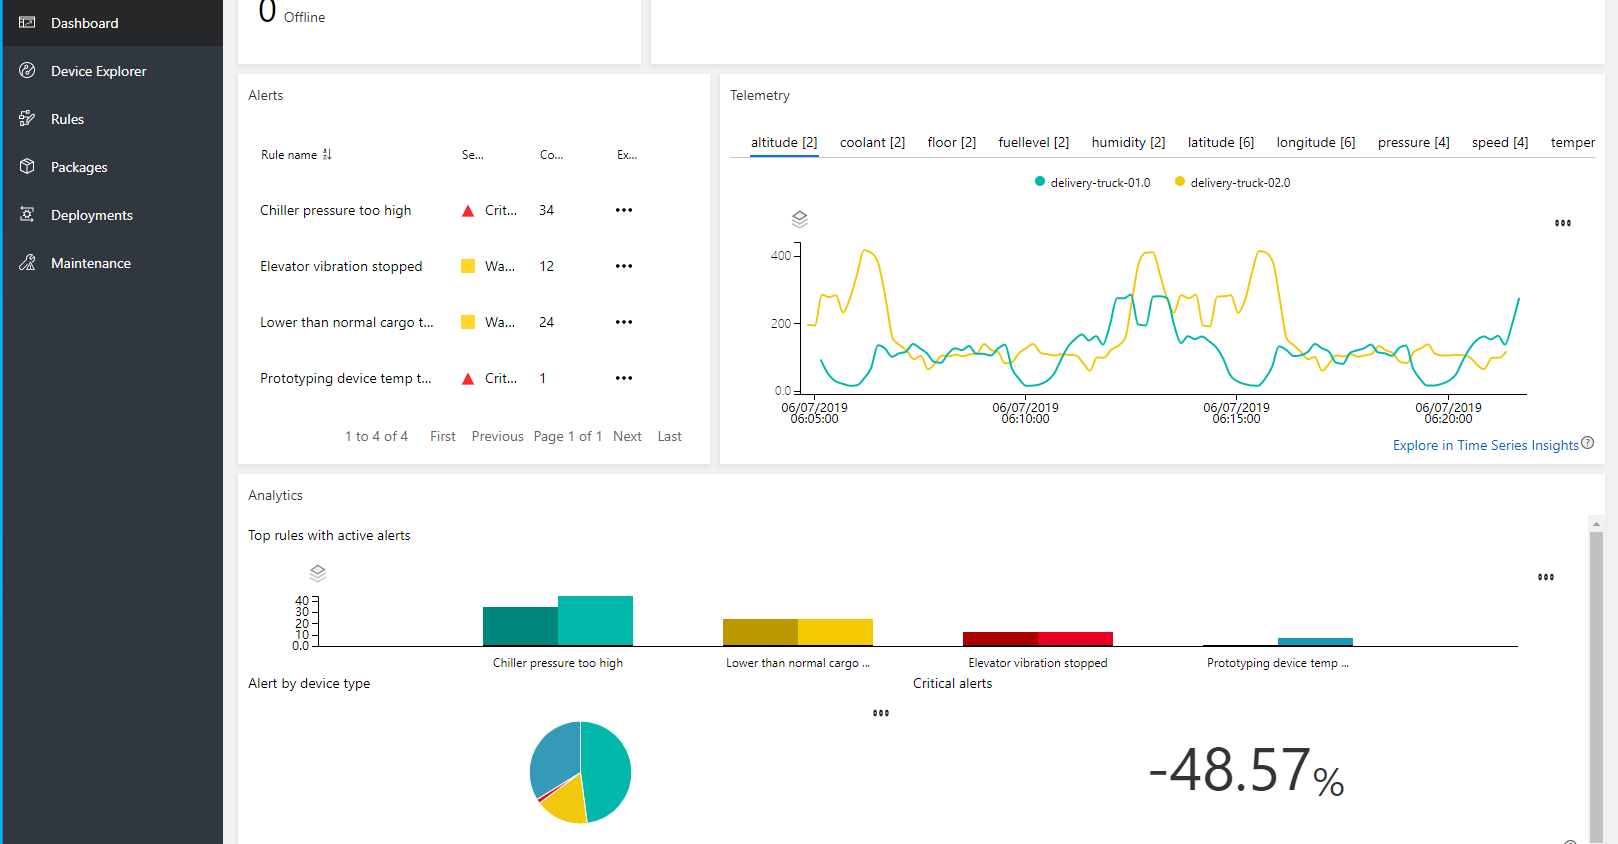 Dashboard
Device Explorer
Rules
Packages
Deployments
Maintenance
0 Offline
Alerts
Rule name Se... Co... Ex...
Chiller pressure too high Crit... 34
Elevator vibration stopped Wa... 12
Lower than normal cargo t... Wa... 24
Prototyping device temp t... Crit... 1
1 to 4 of 4 First Previous Page 1 of 1 Next Last
Telemetry
altitude [2] coolant [2] floor [2] fuellevel [2] humidity [2] latitude [6] longitude [6] pressure [4] speed [4] temper
delivery-truck-01.0 delivery-truck-02.0
400
200
0.0
06/07/2019 06/07/2019 06/07/2019 06/07/2019
06:05:00 06:10:00 06:15:00 06:20:00
Explore in Time Series Insights ?
Analytics
Top rules with active alerts
40
30
20
10
0.0
Chiller pressure too high Lower than normal cargo ... Elevator vibration stopped Prototyping device temp ...
Alert by device type
Critical alerts
-48.57%